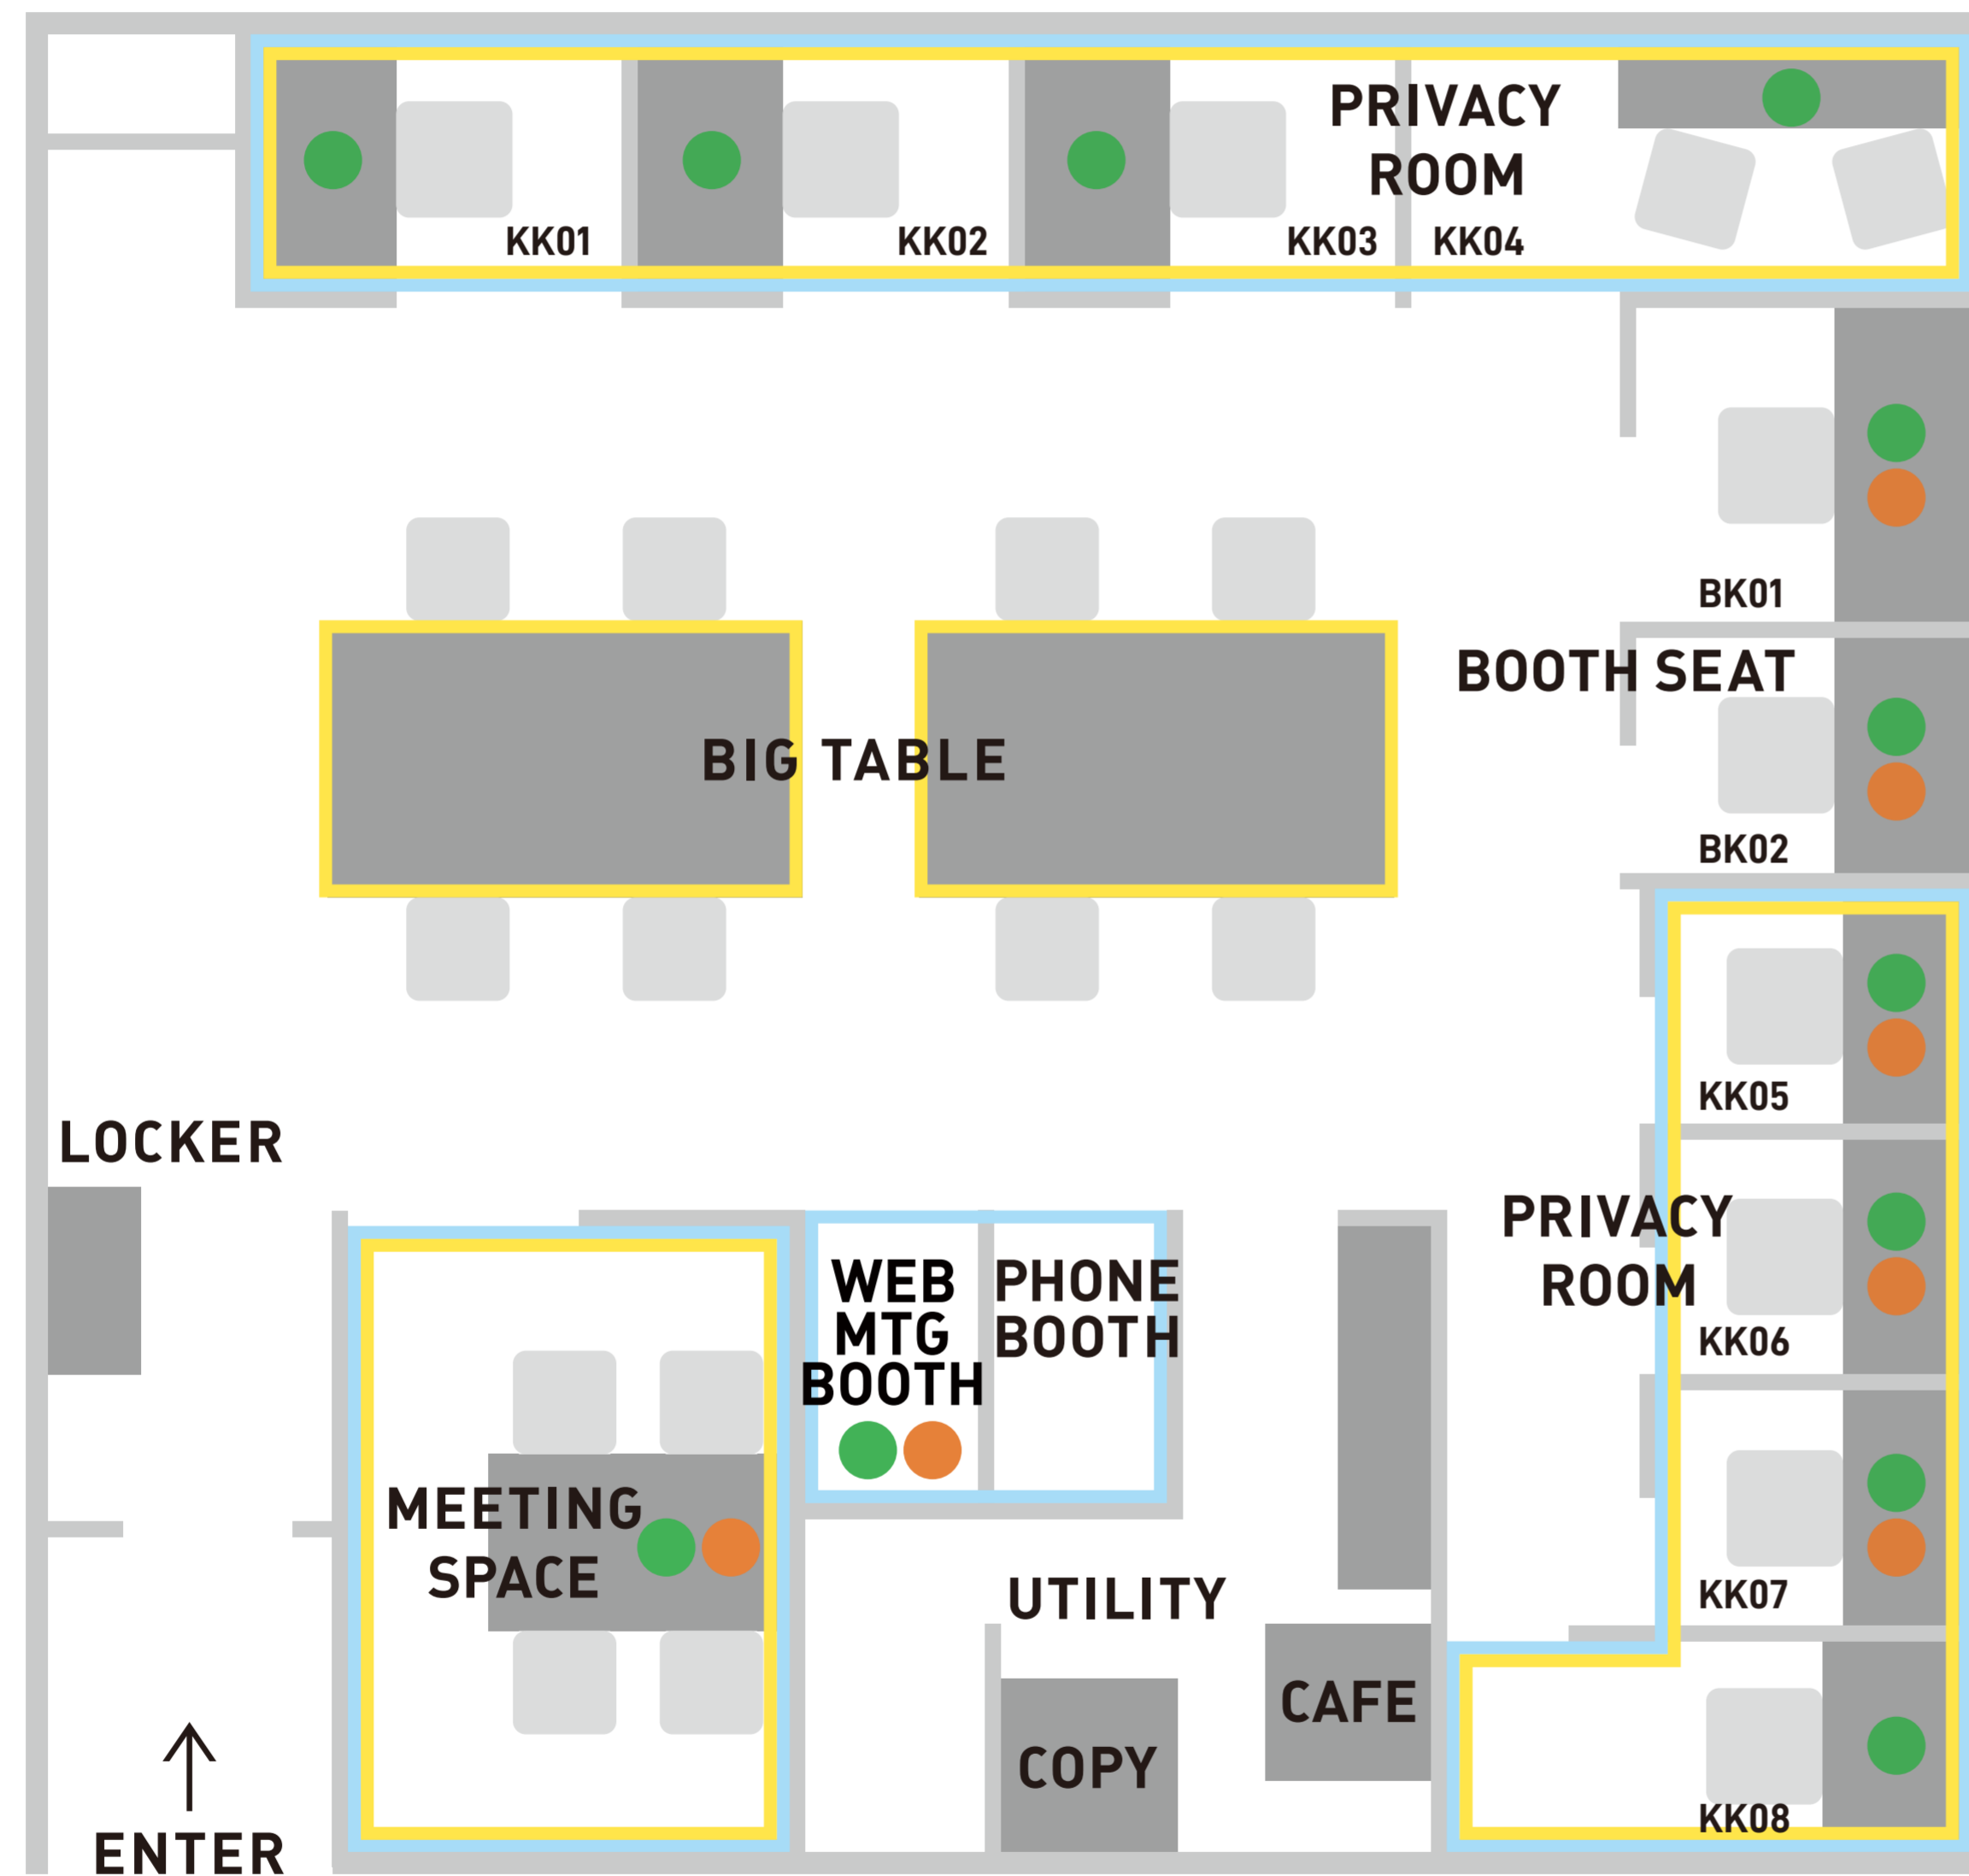 PRIVACY
ROOM
KK01
KK02
KK03
KK04
BK01
BOOTH SEAT
BIG TABLE
BK02
KK05
LOCKER
PRIVACY
ROOM
KK06
WEB
MTG
BOOTH
PHONE
BOOTH
MEETING
SPACE
KK07
UTILITY
CAFE
COPY
KK08
ENTER